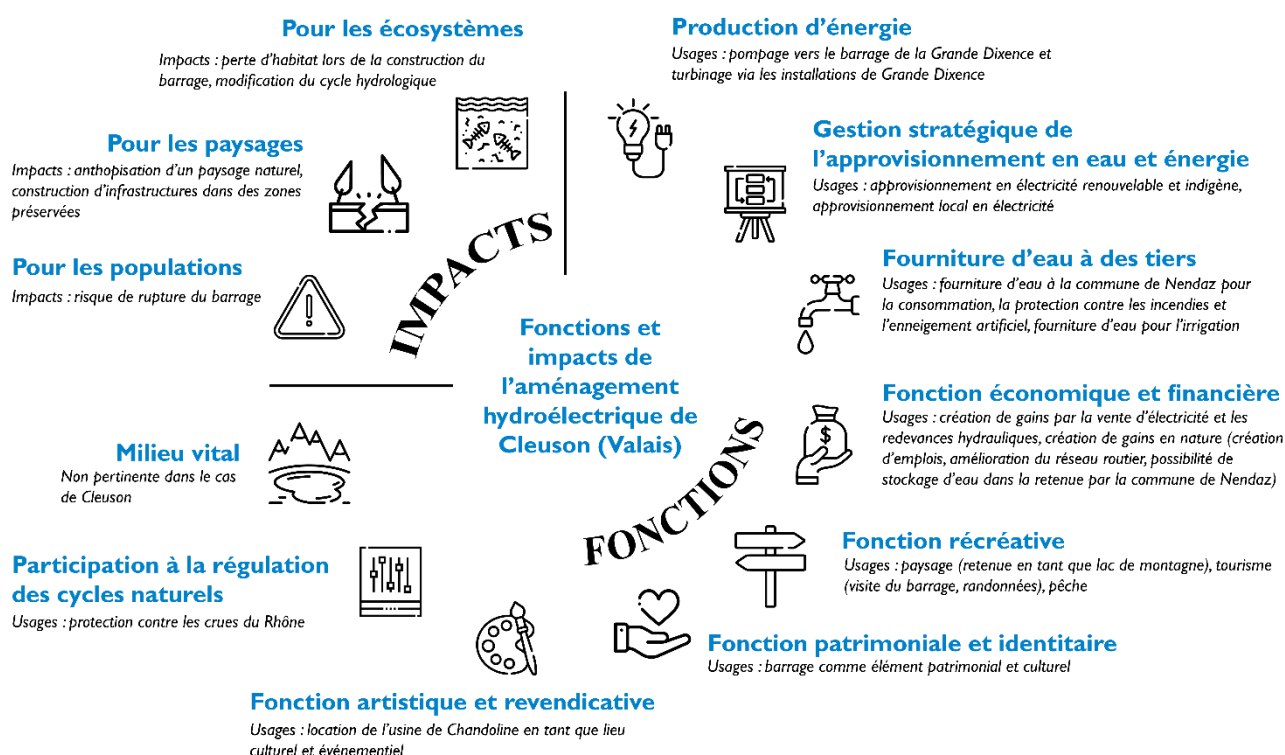 Pour les écosystèmes
Impacts : perte d'habitat lors de la construction du
barrage, modification du cycle hydrologique
Pour les paysages
Impacts : anthopisation d'un paysage naturel,
construction d'infrastructures dans des zones
préservées
Pour les populations
Impacts : risque de rupture du barrage
IMPACTS
Production d'énergie
Usages : pompage vers le barrage de la Grande Dixence et
turbinage via les installations de Grande Dixence
Gestion stratégique de
l'approvisionnement en eau et énergie
Usages : approvisionnement en électricité renouvelable et indigène,
approvisionnement local en électricité
Fourniture d'eau à des tiers
Usages : fourniture d'eau à la commune de Nendaz pour
la consommation, la protection contre les incendies et
l'enneigement artificiel, fourniture d'eau pour l'irrigation
Fonctions et
impacts de
l'aménagement
hydroélectrique de
Cleuson (Valais)
Fonction économique et financière
Usages : création de gains par la vente d'électricité et les
redevances hydrauliques, création de gains en nature (création
d'emplois, amélioration du réseau routier, possibilité de
stockage d'eau dans la retenue par la commune de Nendaz)
$
FONCTIONS
Fonction récréative
Usages : paysage (retenue en tant que lac de montagne), tourisme
(visite du barrage, randonnées), pêche
Fonction patrimoniale et identitaire
Usages : barrage comme élément patrimonial et culturel
Milieu vital
Non pertinente dans le cas
de Cleuson
Participation à la régulation
des cycles naturels
Usages : protection contre les crues du Rhône
Fonction artistique et revendicative
Usages : location de l'usine de Chandoline en tant que lieu
culturel et événementiel